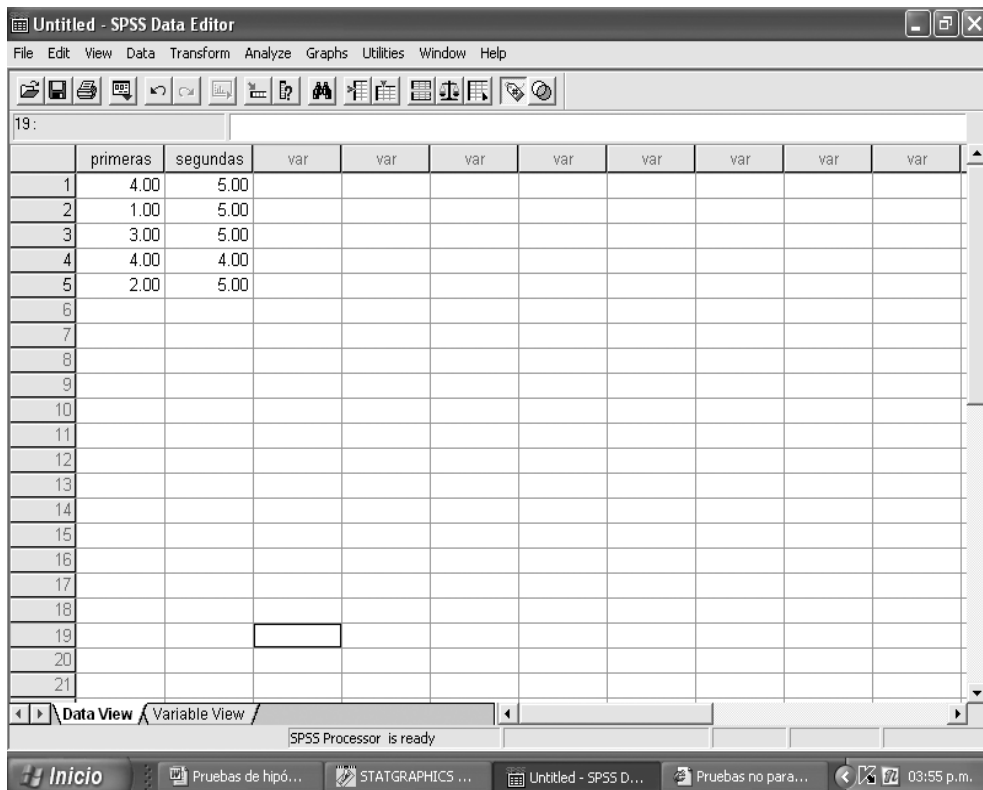 Untitled - SPSS Data Editor
File Edit View Data Transform Analyze Graphs Utilities Window Help
19:
primeras segundas var var var var var var var var
1 4.00 5.00
2 1.00 5.00
3 3.00 5.00
4 4.00 4.00
5 2.00 5.00
6
7
8
9
10
11
12
13
14
15
16
17
18
19
20
21
Data View Variable View
SPSS Processor is ready
Inicio Pruebas de hipó... STATGRAPHICS ... Untitled - SPSS D... Pruebas no para... 03:55 p.m.